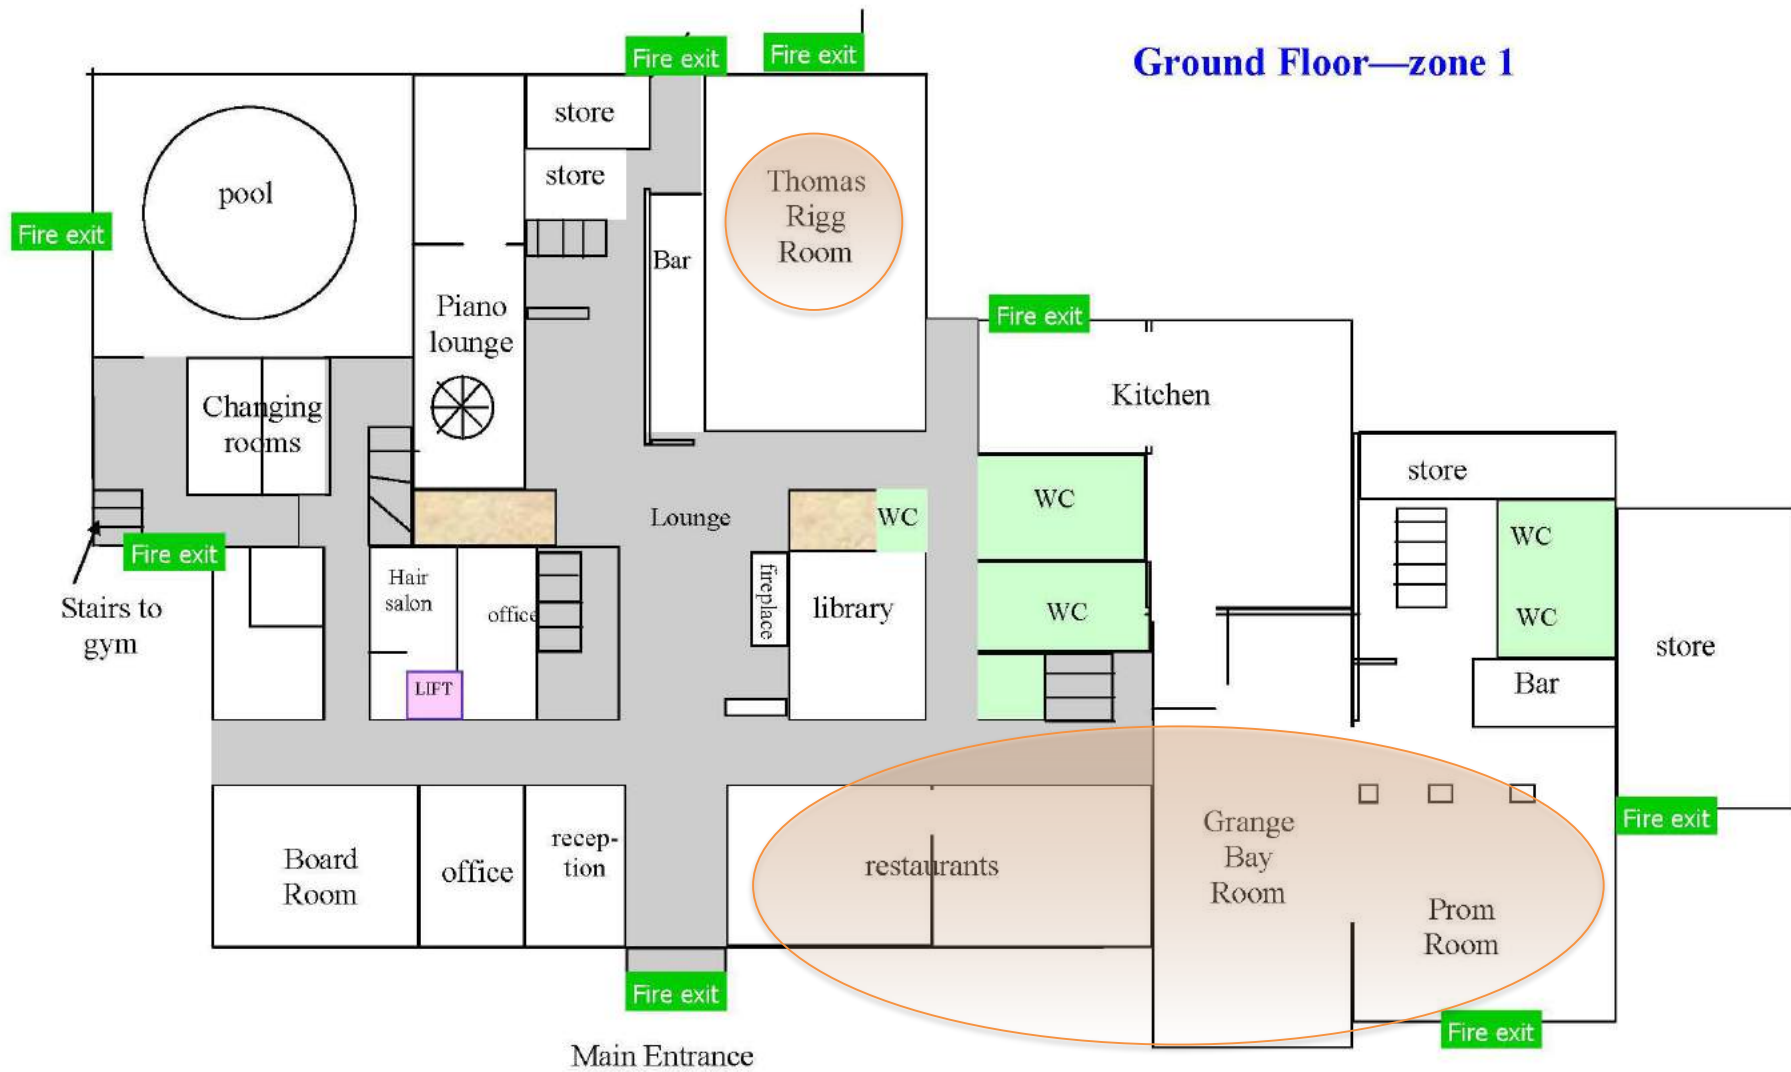 Fire exit
Fire exit
Ground Floor—zone 1
store
store
pool
Thomas
Rigg
Room
Fire exit
Bar
Piano
lounge
Fire exit
Kitchen
Changing
rooms
store
Lounge
WC
WC
WC
Fire exit
Stairs to
gym
Hair
salon
office
fireplace
library
WC
WC
store
LIFT
Bar
Fire exit
Board
Room
office
recep-
tion
restaurants
Grange
Bay
Room
Prom
Room
Fire exit
Fire exit
Main Entrance